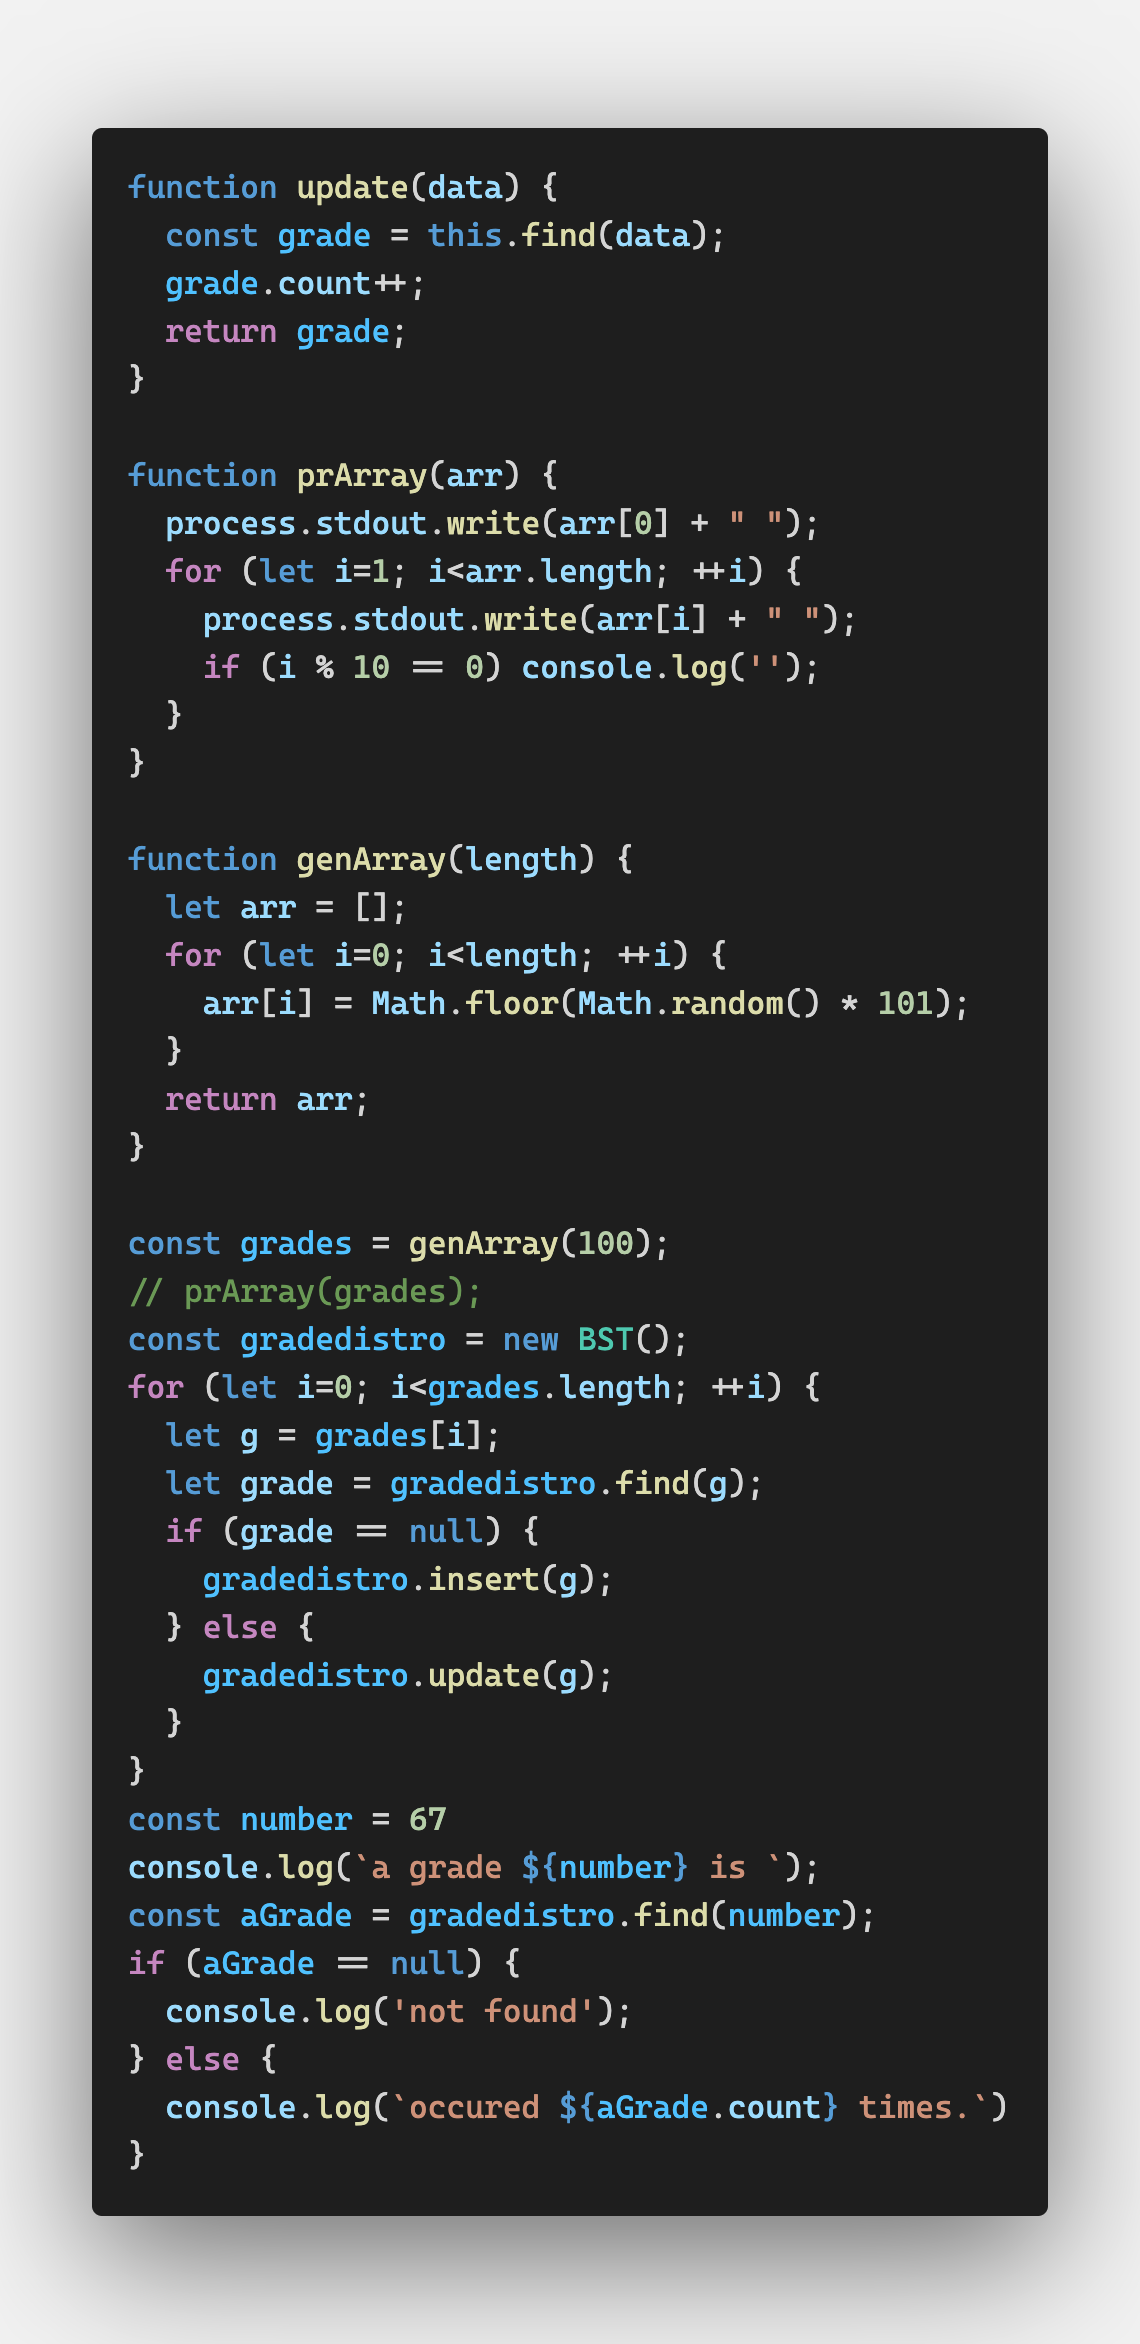 function update(data) {
  const grade = this.find(data);
  grade.count++;
  return grade;
}

function prArray(arr) {
  process.stdout.write(arr[0] + " ");
  for (let i=1; i<arr.length; ++i) {
    process.stdout.write(arr[i] + " ");
    if (i % 10 == 0) console.log('');
  }
}

function genArray(length) {
  let arr = [];
  for (let i=0; i<length; ++i) {
    arr[i] = Math.floor(Math.random() * 101);
  }
  return arr;
}

const grades = genArray(100);
// prArray(grades);
const gradedistro = new BST();
for (let i=0; i<grades.length; ++i) {
  let g = grades[i];
  let grade = gradedistro.find(g);
  if (grade == null) {
    gradedistro.insert(g);
  } else {
    gradedistro.update(g);
  }
}
const number = 67
console.log(`a grade ${number} is `);
const aGrade = gradedistro.find(number);
if (aGrade == null) {
  console.log('not found');
} else {
  console.log(`occured ${aGrade.count} times.`)
}